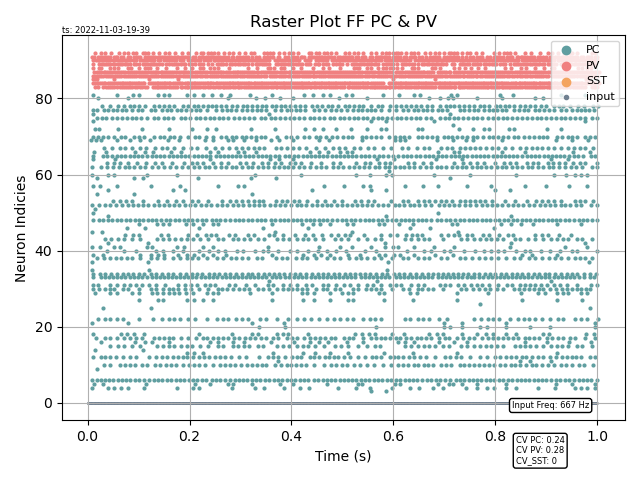 Raster Plot FF PC & PV
ts: 2022-11-03-19-39
PC
PV
SST
input
Neuron Indicies
80
60
40
20
0
Input Freq: 667 Hz
0.0 0.2 0.4 0.6 0.8 1.0
Time (s)
CV PC: 0.24
CV PV: 0.28
CV_SST: 0